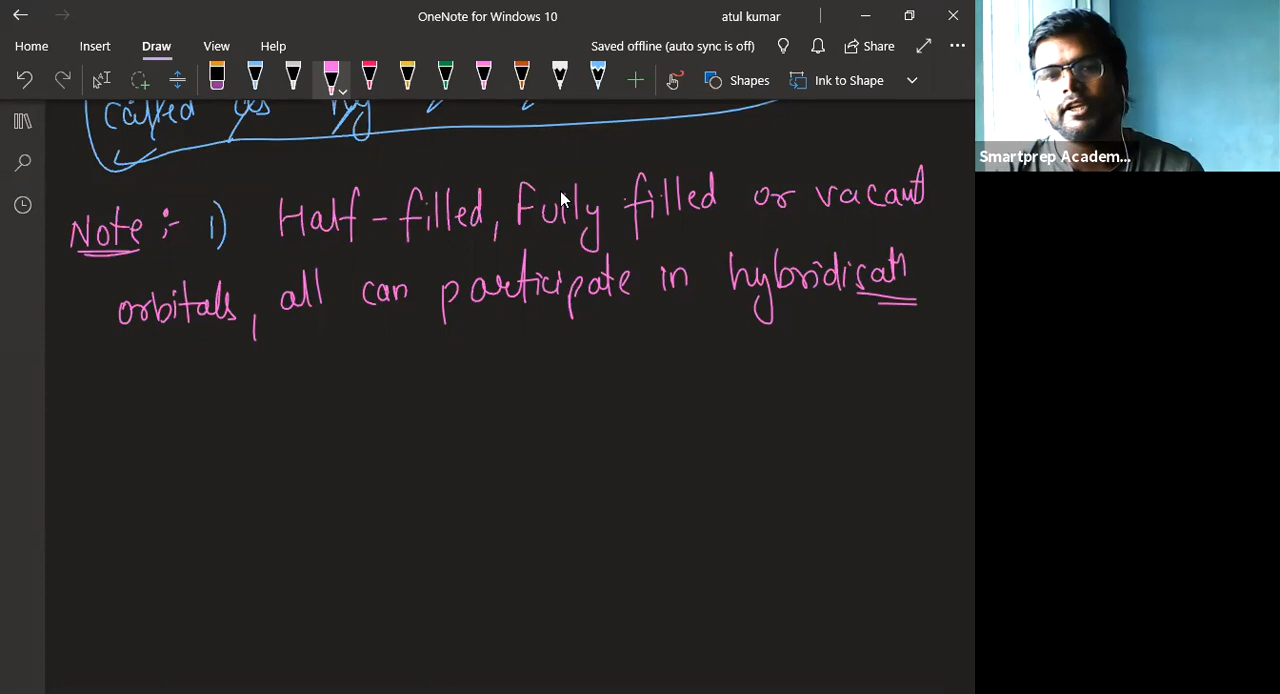 OneNote for Windows 10
atul kumar
Home Insert Draw View Help
Saved offline (auto sync is off)
Share
Shapes
Ink to Shape
Smartprep Academ...
called as
Note :- 1) Half-filled, Fully filled or vacant
orbitals, all can participate in hybridisatn